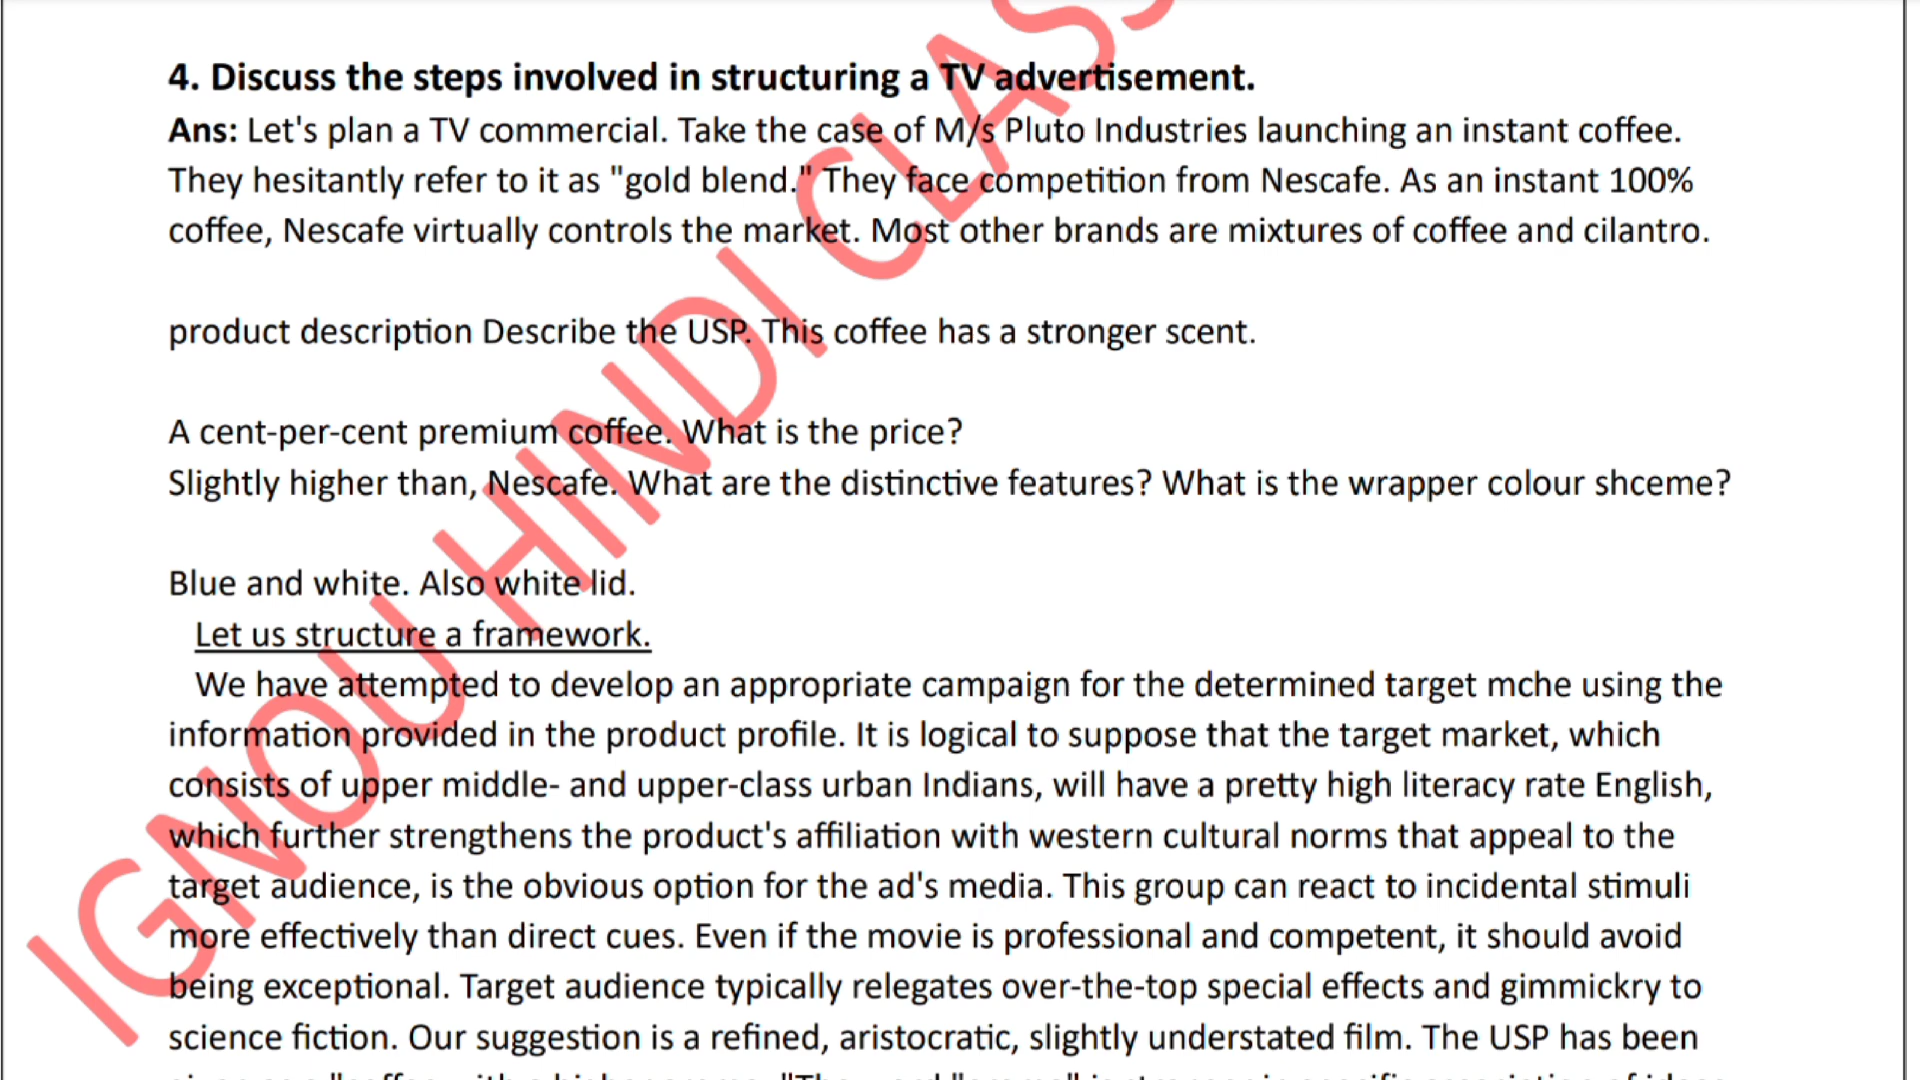 4. Discuss the steps involved in structuring a TV advertisement.
Ans: Let's plan a TV commercial. Take the case of M/s Pluto Industries launching an instant coffee.
They hesitantly refer to it as "gold blend." They face competition from Nescafe. As an instant 100%
coffee, Nescafe virtually controls the market. Most other brands are mixtures of coffee and cilantro.
product description Describe the USP. This coffee has a stronger scent.
A cent-per-cent premium coffee. What is the price?
Slightly higher than, Nescafe. What are the distinctive features? What is the wrapper colour shceme?
Blue and white. Also white lid.
Let us structure a framework.
We have attempted to develop an appropriate campaign for the determined target mche using the
information provided in the product profile. It is logical to suppose that the target market, which
consists of upper middle- and upper-class urban Indians, will have a pretty high literacy rate English,
which further strengthens the product's affiliation with western cultural norms that appeal to the
target audience, is the obvious option for the ad's media. This group can react to incidental stimuli
more effectively than direct cues. Even if the movie is professional and competent, it should avoid
being exceptional. Target audience typically relegates over-the-top special effects and gimmickry to
science fiction. Our suggestion is a refined, aristocratic, slightly understated film. The USP has been
IGNOU HINDI CLASS